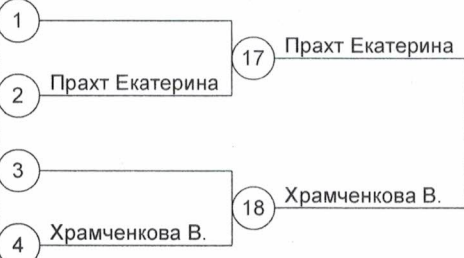 1
17 Прахт Екатерина
2 Прахт Екатерина
3
18 Храмченкова В.
4 Храмченкова В.